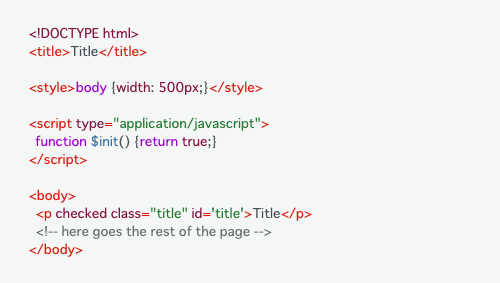 <!DOCTYPE html>
<title>Title</title>
<style>body {width: 500px;}</style>
<script type="application/javascript">
function $init() {return true;}
</script>
<body>
<p checked class="title" id='title'>Title</p>
<!-- here goes the rest of the page -->
</body>